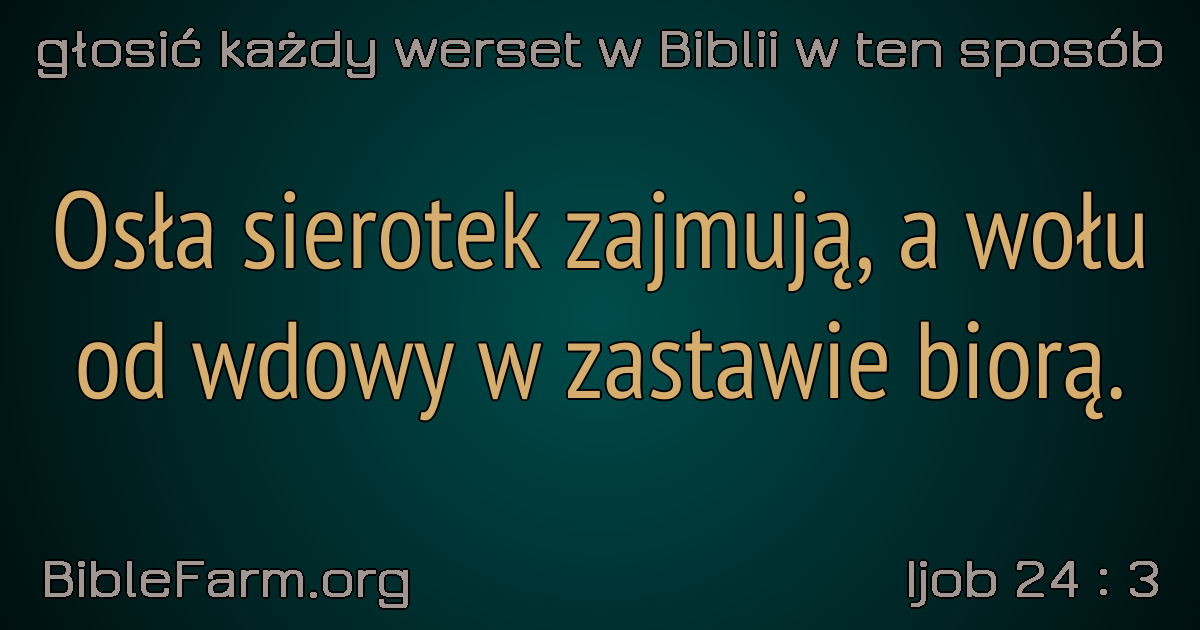 głosić każdy werset w Biblii w ten sposób
Osła sierotek zajmują, a wołu
od wdowy w zastawie biorą.
BibleFarm.org
Ijob 24 : 3